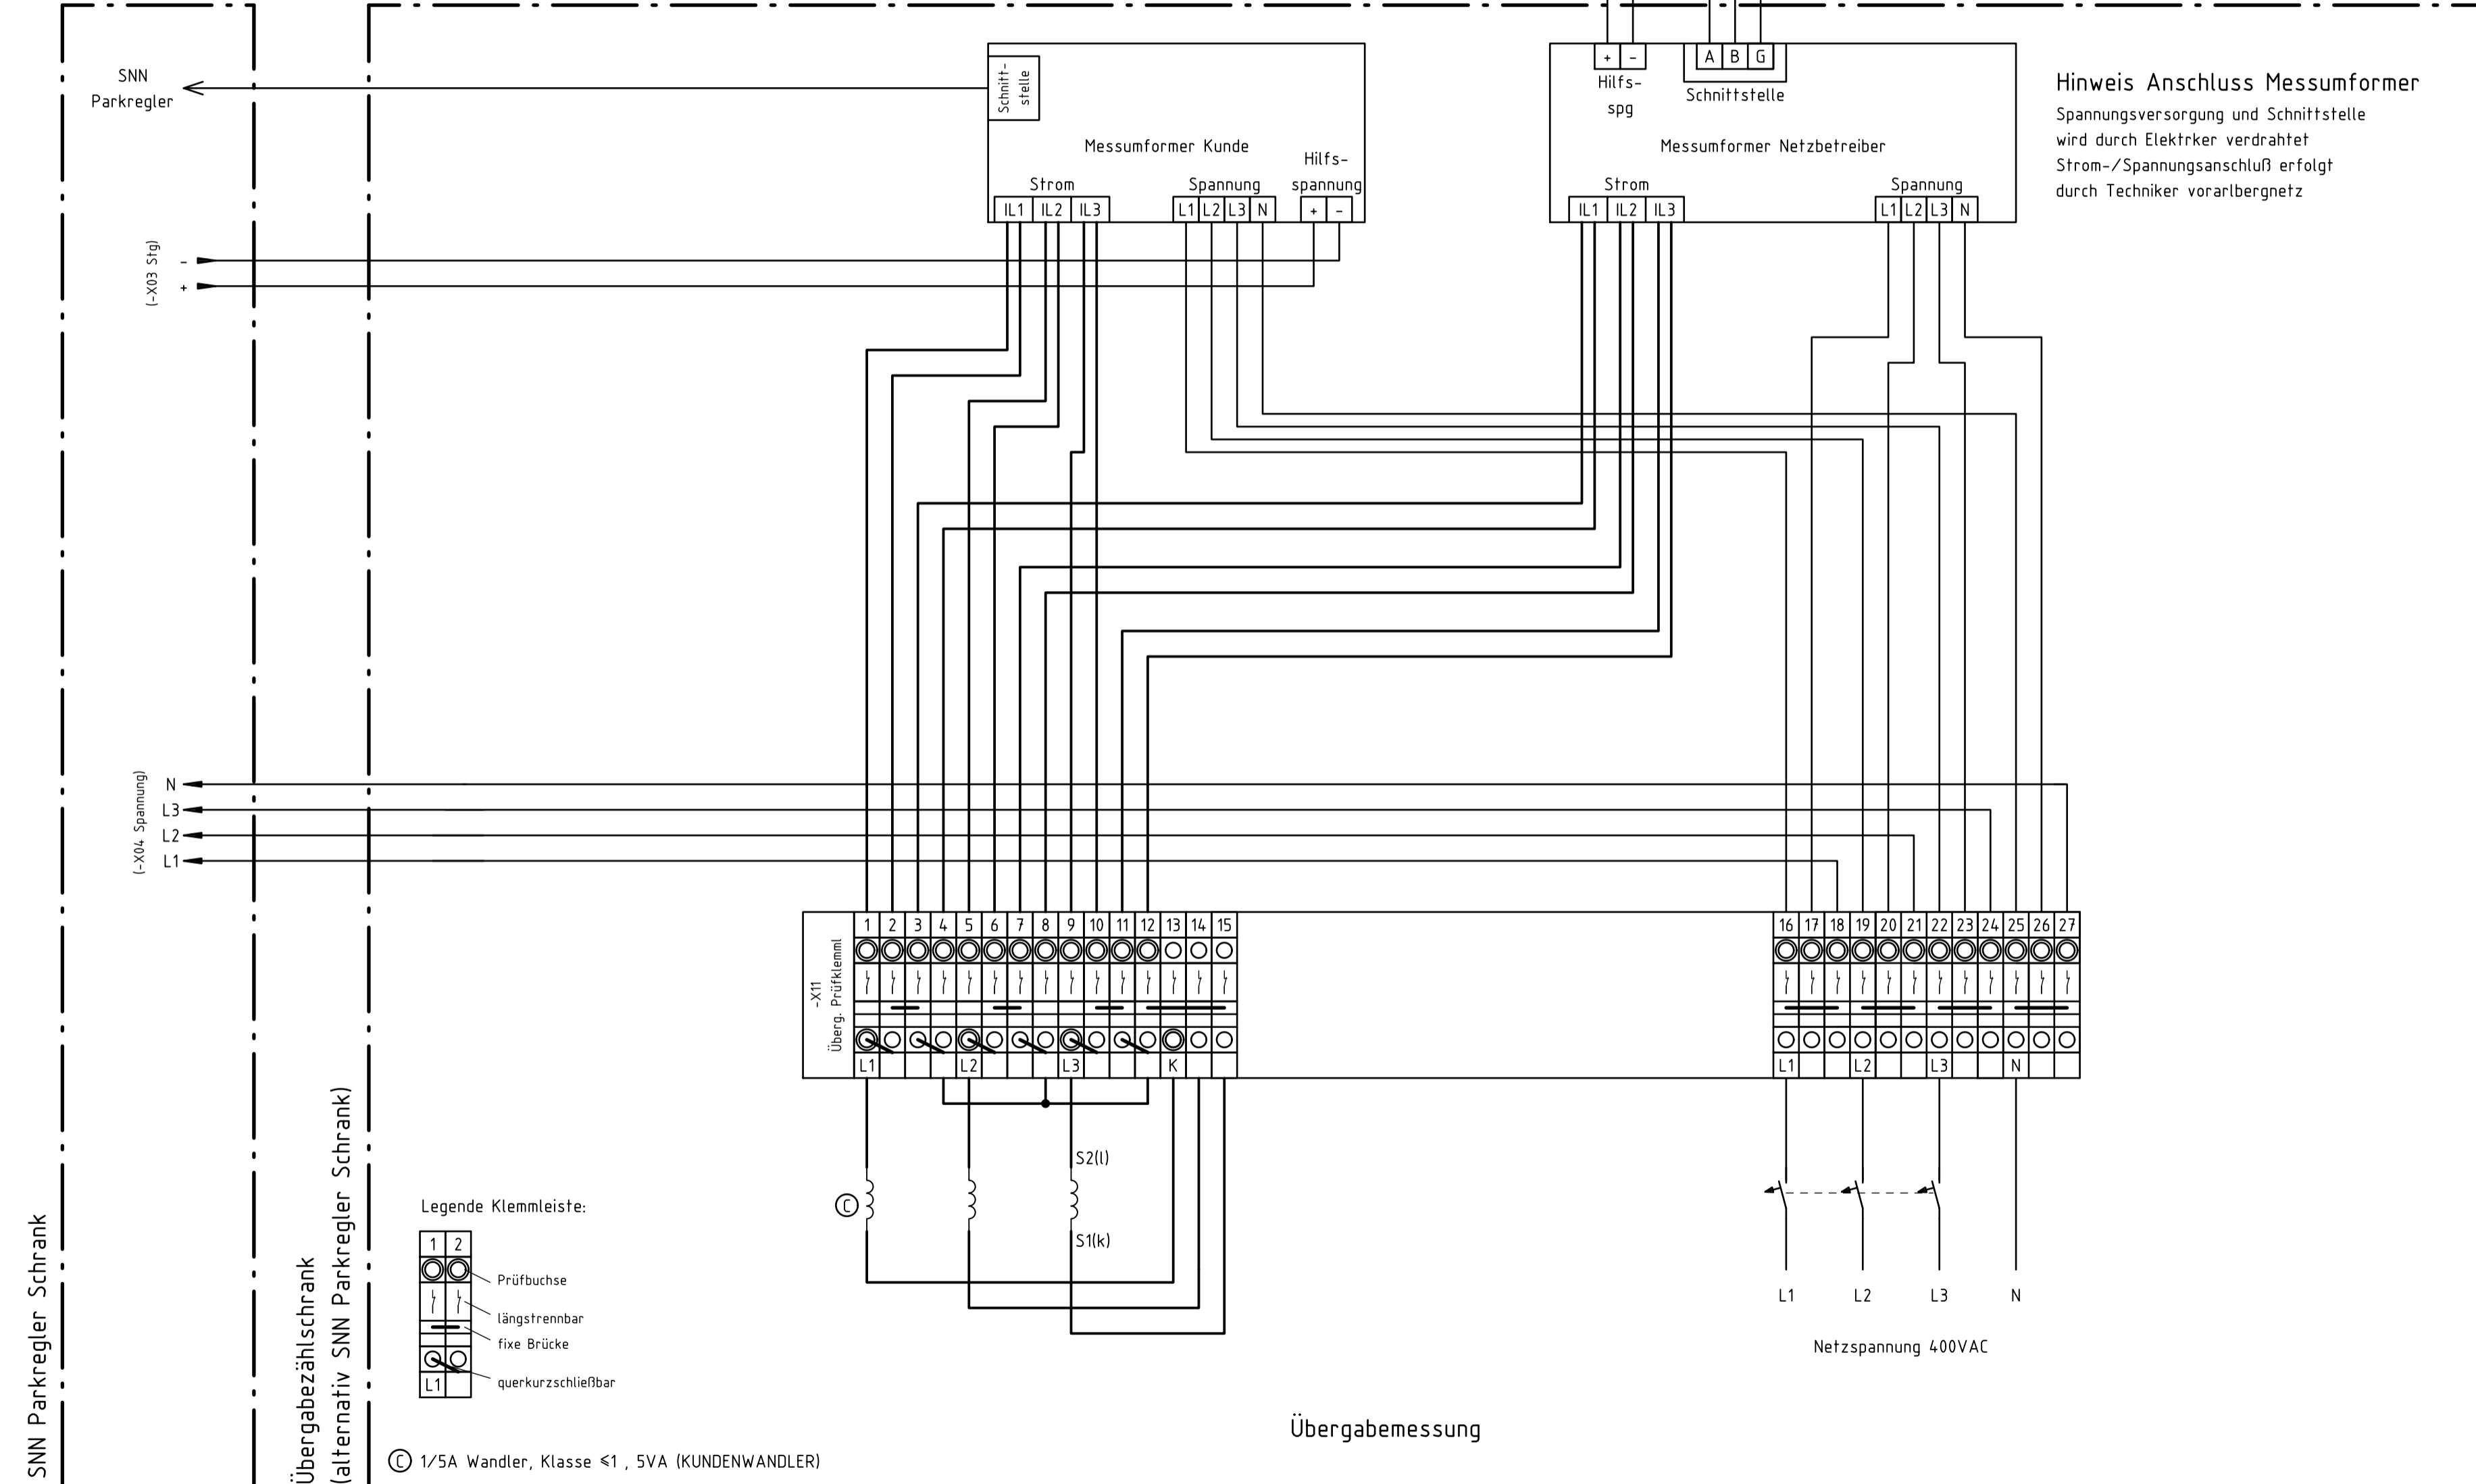 SNN
Parkregler
Schnitt-
stelle
Messumformer Kunde
Strom
IL1 IL2 IL3
Spannung
L1 L2 L3 N
Hilfs-
spannung
+ -
+ -
Hilfs-
spg
A B G
Schnittstelle
Messumformer Netzbetreiber
Strom
IL1 IL2 IL3
Spannung
L1 L2 L3 N
Hinweis Anschluss Messumformer
Spannungsversorgung und Schnittstelle
wird durch Elektrker verdrahtet
Strom-/Spannungsanschluß erfolgt
durch Techniker vorarlbergnetz
(-X03 Stg)
-
+
(-X04 Spannung)
N
L3
L2
L1
-X11
Überg. Prüfklemml
1 2 3 4 5 6 7 8 9 10 11 12 13 14 15
L1 L2 L3 K
16 17 18 19 20 21 22 23 24 25 26 27
L1 L2 L3 N
S2(l)
C
S1(k)
L1 L2 L3 N
Netzspannung 400VAC
Legende Klemmleiste:
1 2
Prüfbuchse
längstrennbar
fixe Brücke
querkurzschließbar
L1
SNN Parkregler Schrank
Übergabezählschrank
(alternativ SNN Parkregler Schrank)
Übergabemessung
C 1/5A Wandler, Klasse ≤1 , 5VA (KUNDENWANDLER)